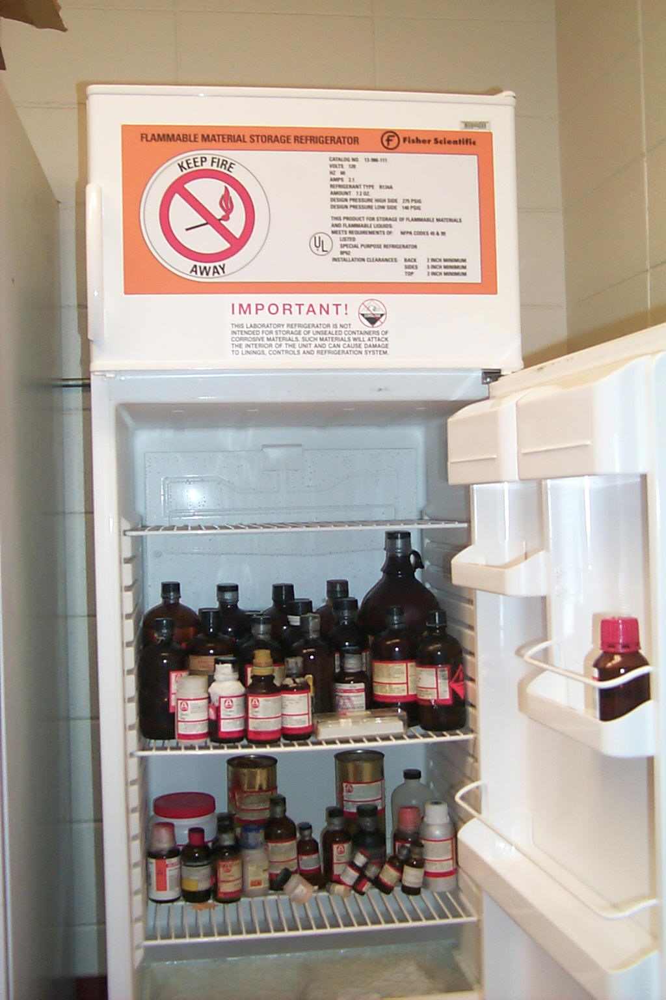 FLAMMABLE MATERIAL STORAGE REFRIGERATOR
Fisher Scientific
KEEP FIRE
AWAY
CATALOG NO. 13-986-111
VOLTS 120
HZ 60
AMPS 2.1
REFRIGERANT TYPE R134A
AMOUNT 7.2 OZ.
DESIGN PRESSURE HIGH SIDE 275 PSIG
DESIGN PRESSURE LOW SIDE 140 PSIG
THIS PRODUCT FOR STORAGE OF FLAMMABLE MATERIALS
AND FLAMMABLE LIQUIDS:
MEETS REQUIREMENTS OF: NFPA CODES 45 & 99
UL
LISTED
SPECIAL PURPOSE REFRIGERATOR
8P62
INSTALLATION CLEARANCES: BACK 2 INCH MINIMUM
SIDES .5 INCH MINIMUM
TOP 2 INCH MINIMUM
IMPORTANT!
THIS LABORATORY REFRIGERATOR IS NOT
INTENDED FOR STORAGE OF UNSEALED CONTAINERS OF
CORROSIVE MATERIALS. SUCH MATERIALS WILL ATTACK
THE INTERIOR OF THE UNIT AND CAN CAUSE DAMAGE
TO LININGS, CONTROLS AND REFRIGERATION SYSTEM.